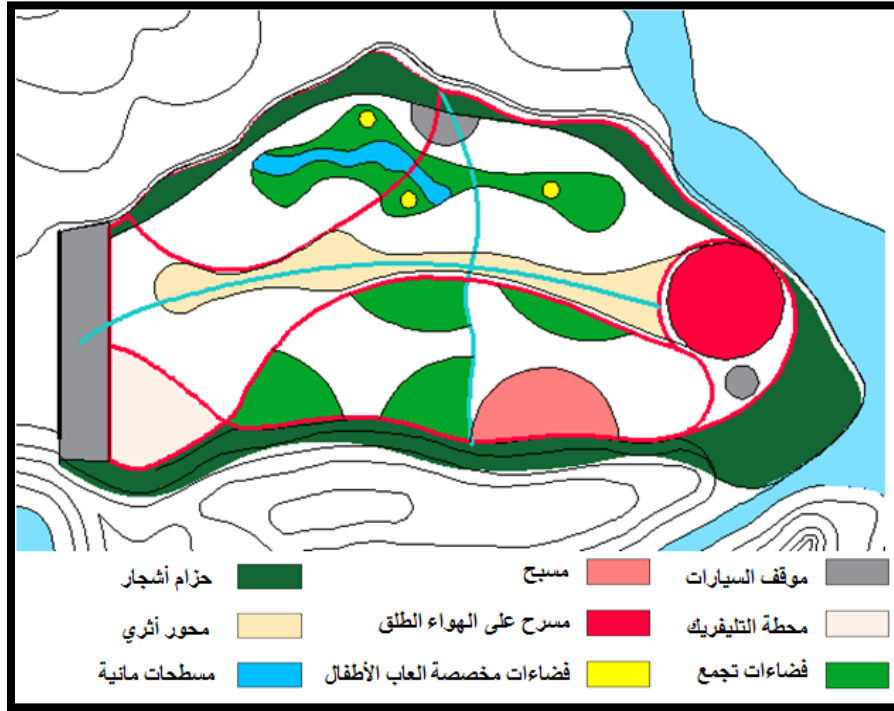 موقف السيارات
مسبح
حزام أشجار
محطة التليفريك
مسرح على الهواء الطلق
محور أثري
فضاءات تجمع
فضاءات مخصصة العاب الأطفال
مسطحات مائية